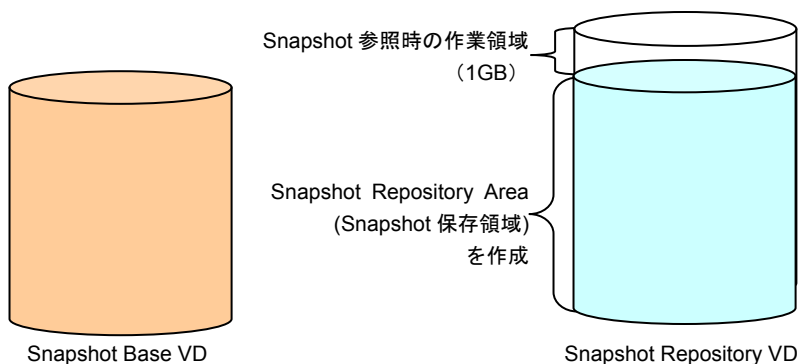 Snapshot 参照時の作業領域
（1GB）
Snapshot Repository Area
(Snapshot 保存領域)
を作成
Snapshot Base VD
Snapshot Repository VD